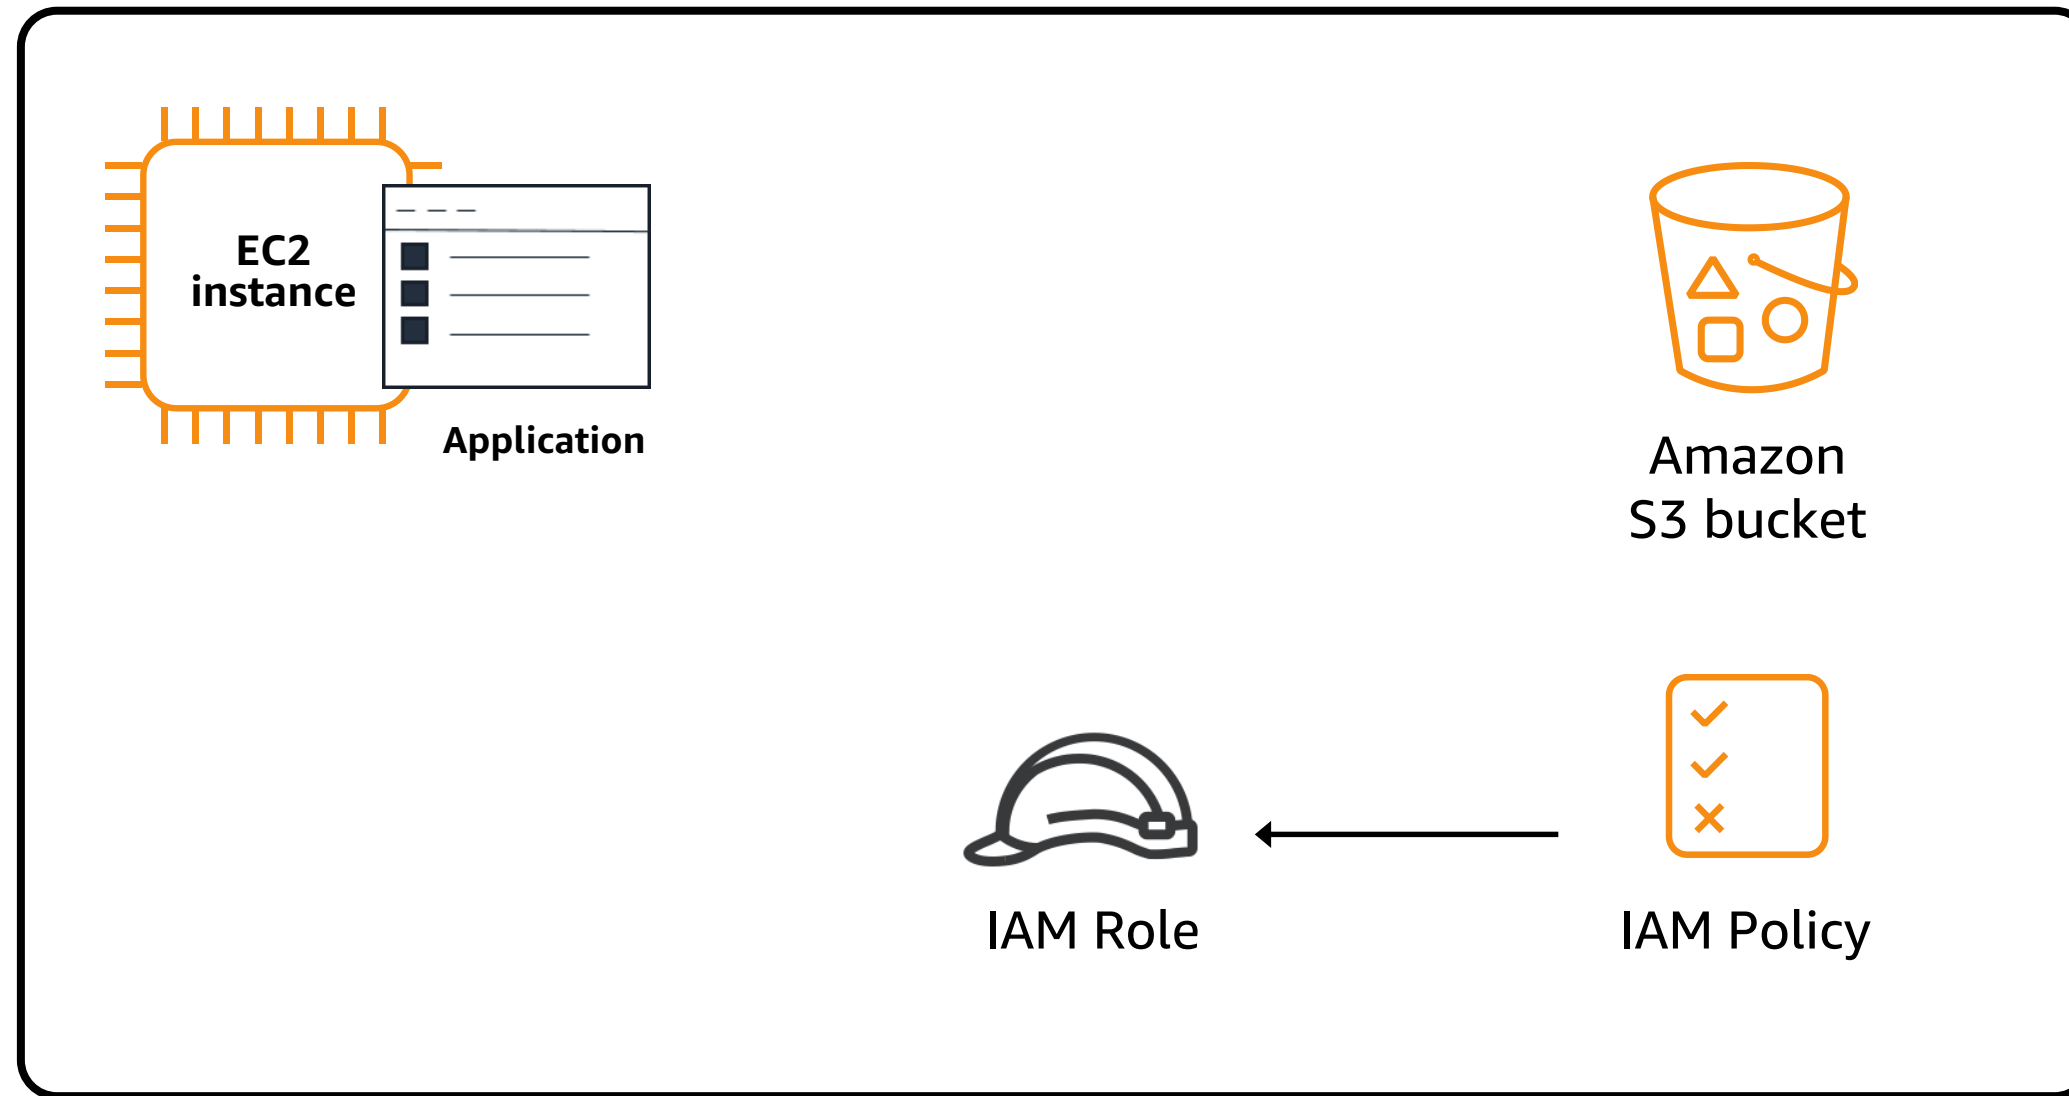 EC2
instance
Application
Amazon
S3 bucket
IAM Role
IAM Policy